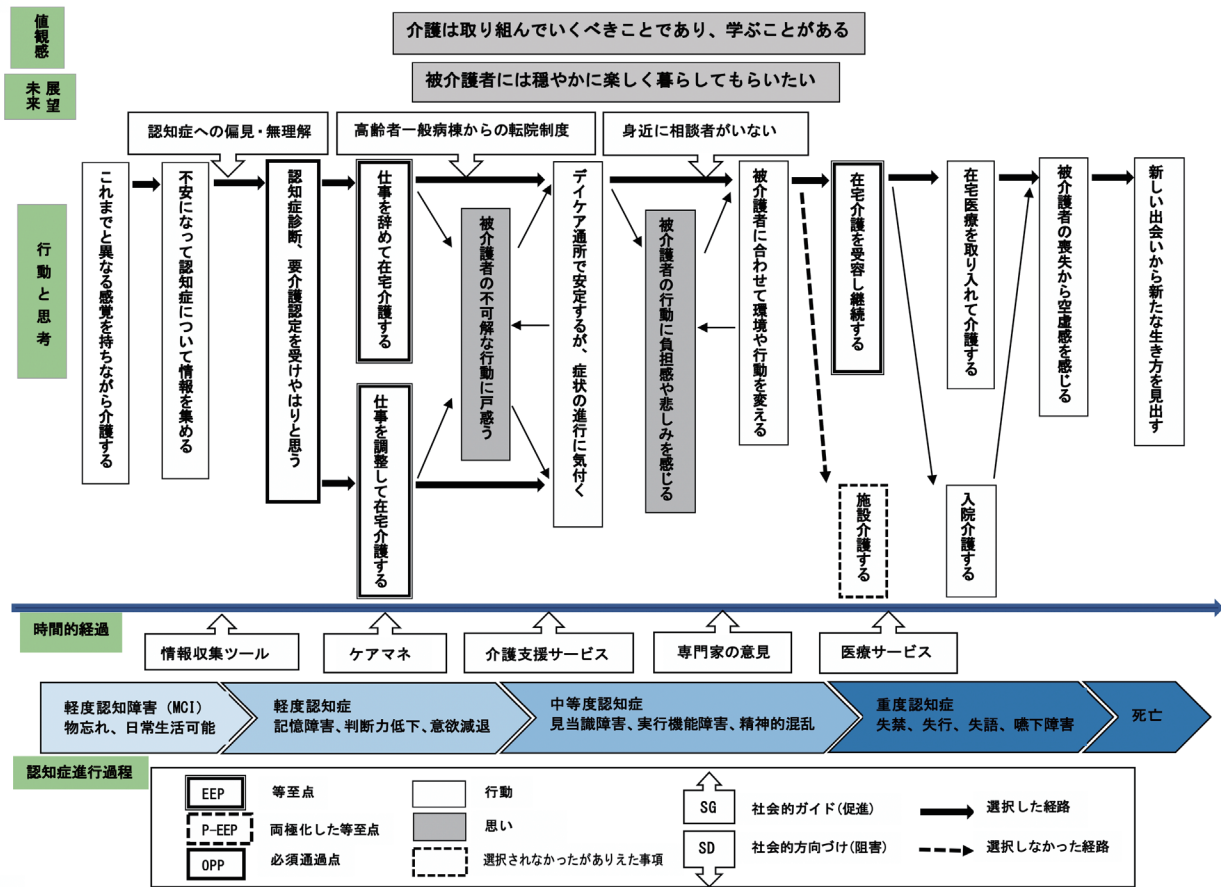 値観感
介護は取り組んでいくべきことであり、学ぶことがある
展望
未来
被介護者には穏やかに楽しく暮らしてもらいたい
認知症への偏見・無理解
高齢者一般病棟からの転院制度
身近に相談者がいない
行動と思考
これまでと異なる感覚を持ちながら介護する
不安になって認知症について情報を集める
認知症診断、要介護認定を受けやはりと思う
仕事を辞めて在宅介護する
仕事を調整して在宅介護する
被介護者の不可解な行動に戸惑う
デイケア通所で安定するが、症状の進行に気付く
被介護者の行動に負担感や悲しみを感じる
被介護者に合わせて環境や行動を変える
在宅介護を受容し継続する
施設介護する
在宅医療を取り入れて介護する
入院介護する
被介護者の喪失から空虚感を感じる
新しい出会いから新たな生き方を見出す
時間的経過
情報収集ツール
ケアマネ
介護支援サービス
専門家の意見
医療サービス
軽度認知障害（MCI）
物忘れ、日常生活可能
軽度認知症
記憶障害、判断力低下、意欲減退
中等度認知症
見当識障害、実行機能障害、精神的混乱
重度認知症
失禁、失行、失語、嚥下障害
死亡
認知症進行過程
EEP
等至点
行動
SG
社会的ガイド(促進)
選択した経路
P-EEP
両極化した等至点
思い
OPP
必須通過点
選択されなかったがありえた事項
SD
社会的方向づけ(阻害)
選択しなかった経路